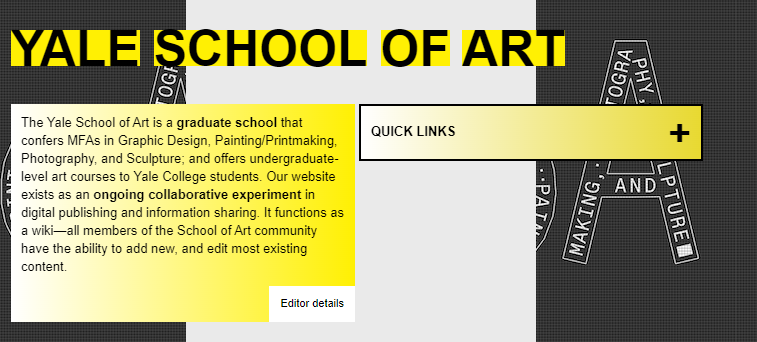 YALE SCHOOL OF ART
The Yale School of Art is a graduate school that
confers MFAs in Graphic Design, Painting/Printmaking,
Photography, and Sculpture; and offers undergraduate-
level art courses to Yale College students. Our website
exists as an ongoing collaborative experiment in
digital publishing and information sharing. It functions as
a wiki—all members of the School of Art community
have the ability to add new, and edit most existing
content.
Editor details
QUICK LINKS
+
MAKING,
TOGRA
PHY,
AND
LPTURE